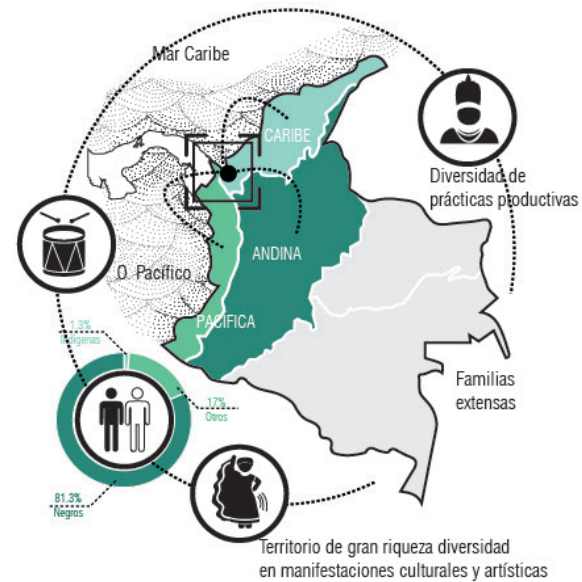 Mar Caribe
CARIBE
Diversidad de
prácticas productivas
ANDINA
O. Pacífico
PACÍFICA
1.3%
Indígenas
17%
Otros
Familias
extensas
81.3%
Negros
Territorio de gran riqueza diversidad
en manifestaciones culturales y artísticas